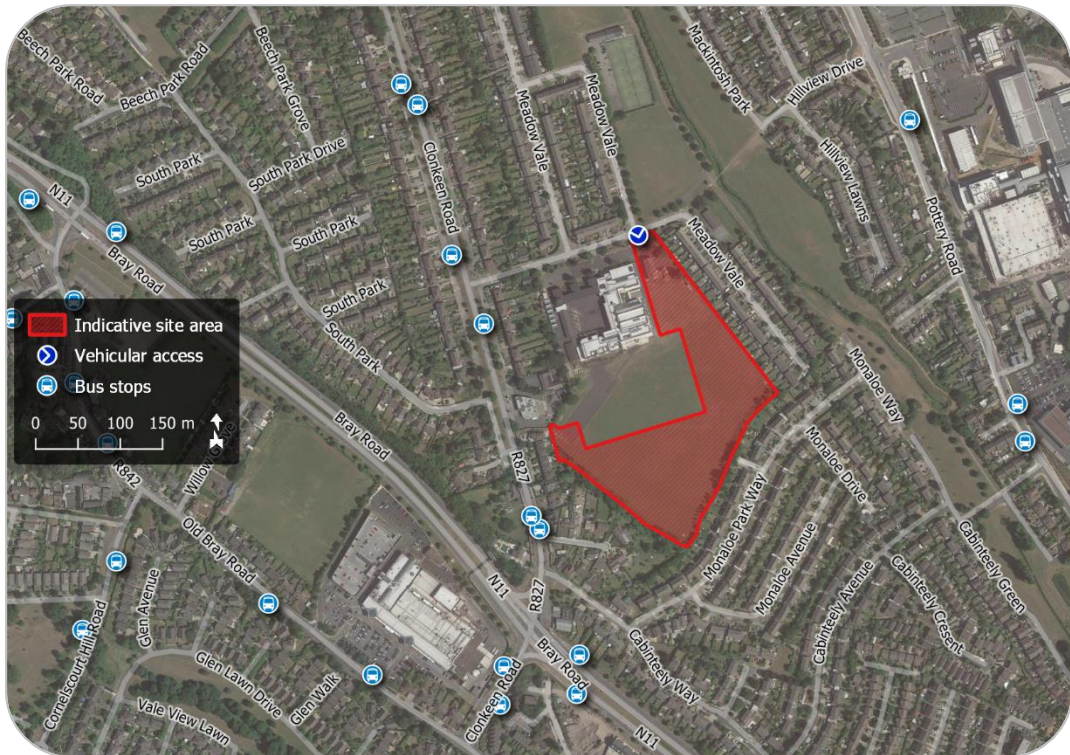 Beech Park Road
Beech Park Road
Beech Park Grove
Mackintosh Park
Hillview Drive
Meadow Vale
Meadow Vale
South Park
South Park Drive
Clonkeen Road
Hillview Lawns
N11
South Park
South Park
Pottery Road
Bray Road
Meadow Vale
South Park
Indicative site area
Vehicular access
Bus stops
0 50 100 150 m
South Park
Monaloe Way
Bray Road
Monaloe Drive
Willow Grove
R842
R827
Old Bray Road
Monaloe Park Way
Monaloe Avenue
Cabinteely Green
Glen Avenue
N11
R827
Cabinteely Avenue
Cabinteely Cresent
Cornelscourt Hill Road
Glen Lawn Drive
Glen Walk
Bray Road
Cabinteely Way
Clonkeen Road
Vale View Lawn
N11